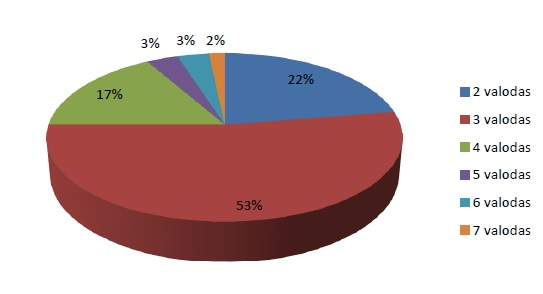 3% 3% 2%
22%
17%
53%
2 valodas
3 valodas
4 valodas
5 valodas
6 valodas
7 valodas